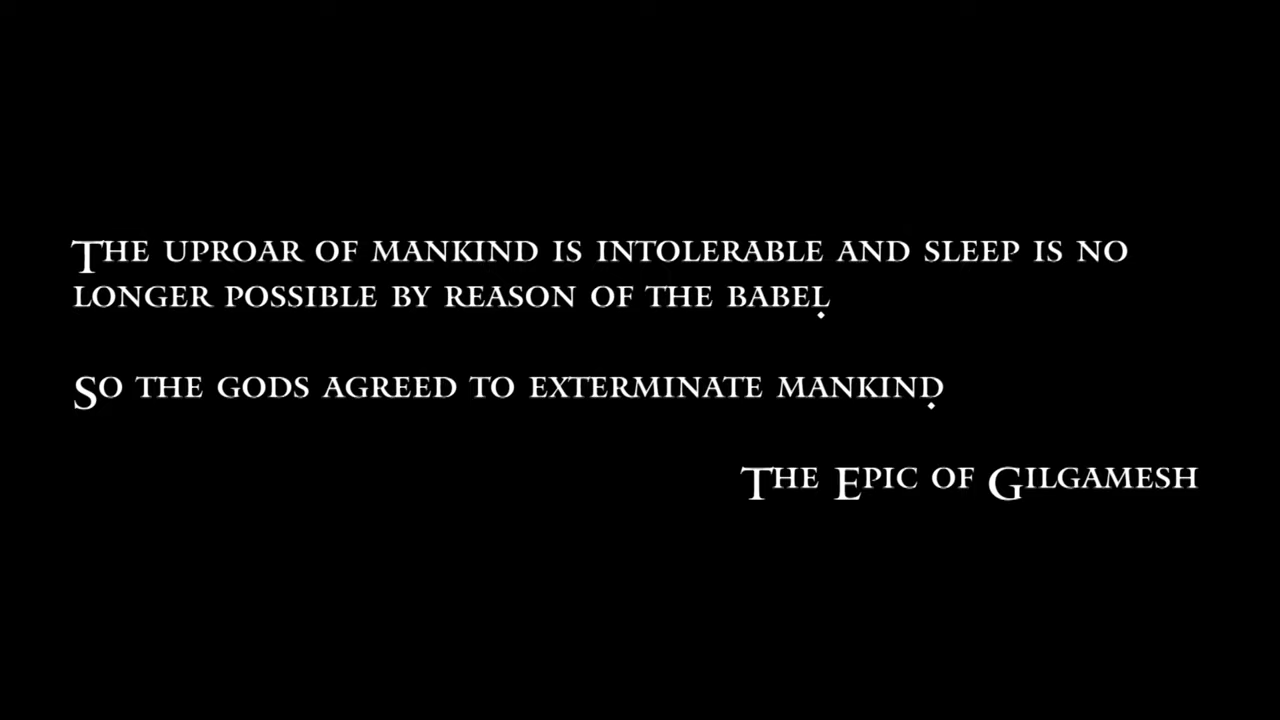 The uproar of mankind is intolerable and sleep is no
longer possible by reason of the babel.
So the gods agreed to exterminate mankind.
The Epic of Gilgamesh